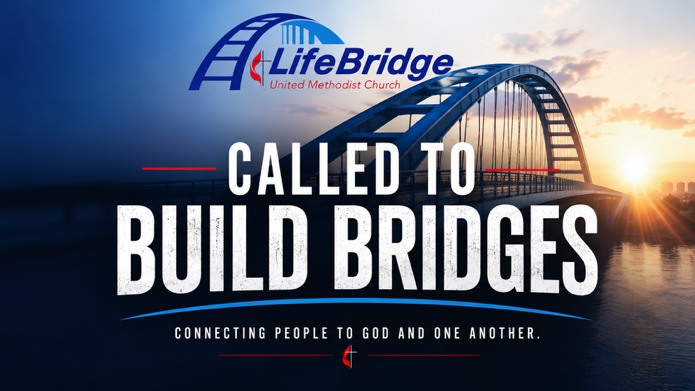 LifeBridge
United Methodist Church
CALLED TO
BUILD BRIDGES
CONNECTING PEOPLE TO GOD AND ONE ANOTHER.